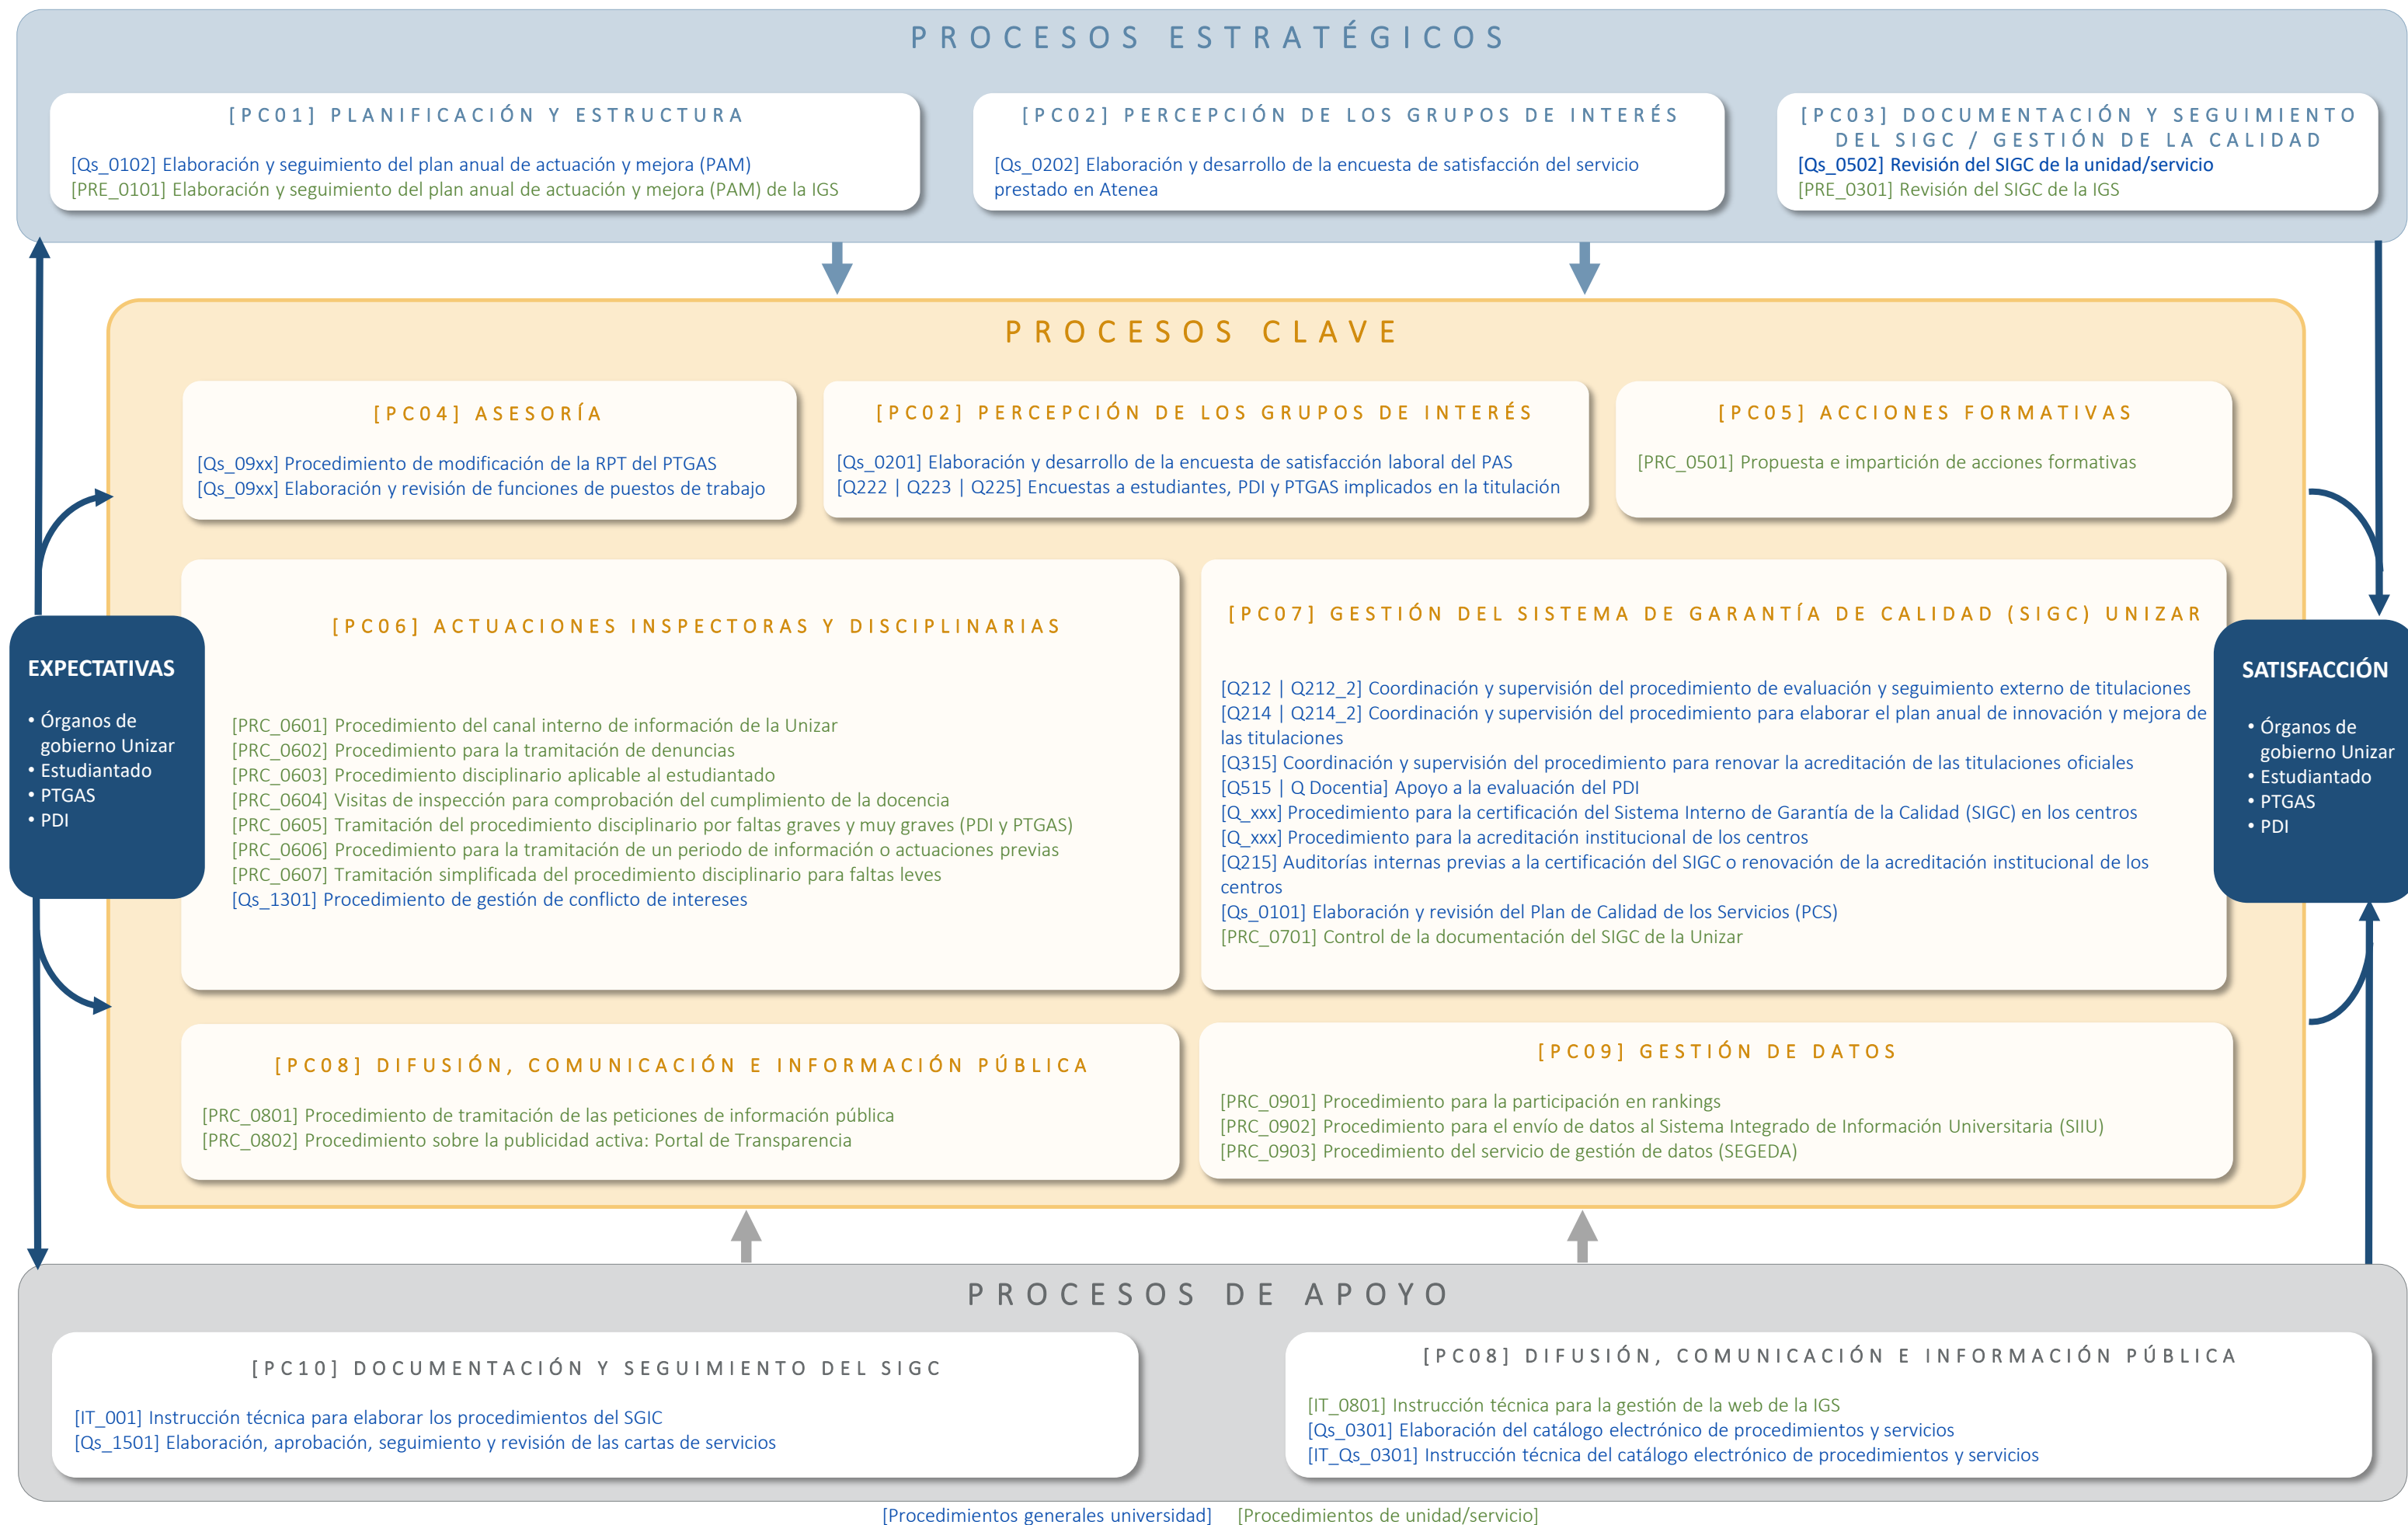 PROCESOS ESTRATÉGICOS
[PC01] PLANIFICACIÓN Y ESTRUCTURA
[Qs_0102] Elaboración y seguimiento del plan anual de actuación y mejora (PAM)
[PRE_0101] Elaboración y seguimiento del plan anual de actuación y mejora (PAM) de la IGS
[PC02] PERCEPCIÓN DE LOS GRUPOS DE INTERÉS
[Qs_0202] Elaboración y desarrollo de la encuesta de satisfacción del servicio
prestado en Atenea
[PC03] DOCUMENTACIÓN Y SEGUIMIENTO
DEL SIGC / GESTIÓN DE LA CALIDAD
[Qs_0502] Revisión del SIGC de la unidad/servicio
[PRE_0301] Revisión del SIGC de la IGS
PROCESOS CLAVE
[PC04] ASESORÍA
[Qs_09xx] Procedimiento de modificación de la RPT del PTGAS
[Qs_09xx] Elaboración y revisión de funciones de puestos de trabajo
[PC02] PERCEPCIÓN DE LOS GRUPOS DE INTERÉS
[Qs_0201] Elaboración y desarrollo de la encuesta de satisfacción laboral del PAS
[Q222 | Q223 | Q225] Encuestas a estudiantes, PDI y PTGAS implicados en la titulación
[PC05] ACCIONES FORMATIVAS
[PRC_0501] Propuesta e impartición de acciones formativas
EXPECTATIVAS
• Órganos de
gobierno Unizar
• Estudiantado
• PTGAS
• PDI
[PC06] ACTUACIONES INSPECTORAS Y DISCIPLINARIAS
[PRC_0601] Procedimiento del canal interno de información de la Unizar
[PRC_0602] Procedimiento para la tramitación de denuncias
[PRC_0603] Procedimiento disciplinario aplicable al estudiantado
[PRC_0604] Visitas de inspección para comprobación del cumplimiento de la docencia
[PRC_0605] Tramitación del procedimiento disciplinario por faltas graves y muy graves (PDI y PTGAS)
[PRC_0606] Procedimiento para la tramitación de un periodo de información o actuaciones previas
[PRC_0607] Tramitación simplificada del procedimiento disciplinario para faltas leves
[Qs_1301] Procedimiento de gestión de conflicto de intereses
[PC07] GESTIÓN DEL SISTEMA DE GARANTÍA DE CALIDAD (SIGC) UNIZAR
[Q212 | Q212_2] Coordinación y supervisión del procedimiento de evaluación y seguimiento externo de titulaciones
[Q214 | Q214_2] Coordinación y supervisión del procedimiento para elaborar el plan anual de innovación y mejora de
las titulaciones
[Q315] Coordinación y supervisión del procedimiento para renovar la acreditación de las titulaciones oficiales
[Q515 | Q Docentia] Apoyo a la evaluación del PDI
[Q_xxx] Procedimiento para la certificación del Sistema Interno de Garantía de la Calidad (SIGC) en los centros
[Q_xxx] Procedimiento para la acreditación institucional de los centros
[Q215] Auditorías internas previas a la certificación del SIGC o renovación de la acreditación institucional de los
centros
[Qs_0101] Elaboración y revisión del Plan de Calidad de los Servicios (PCS)
[PRC_0701] Control de la documentación del SIGC de la Unizar
SATISFACCIÓN
• Órganos de
gobierno Unizar
• Estudiantado
• PTGAS
• PDI
[PC08] DIFUSIÓN, COMUNICACIÓN E INFORMACIÓN PÚBLICA
[PRC_0801] Procedimiento de tramitación de las peticiones de información pública
[PRC_0802] Procedimiento sobre la publicidad activa: Portal de Transparencia
[PC09] GESTIÓN DE DATOS
[PRC_0901] Procedimiento para la participación en rankings
[PRC_0902] Procedimiento para el envío de datos al Sistema Integrado de Información Universitaria (SIIU)
[PRC_0903] Procedimiento del servicio de gestión de datos (SEGEDA)
PROCESOS DE APOYO
[PC10] DOCUMENTACIÓN Y SEGUIMIENTO DEL SIGC
[IT_001] Instrucción técnica para elaborar los procedimientos del SGIC
[Qs_1501] Elaboración, aprobación, seguimiento y revisión de las cartas de servicios
[PC08] DIFUSIÓN, COMUNICACIÓN E INFORMACIÓN PÚBLICA
[IT_0801] Instrucción técnica para la gestión de la web de la IGS
[Qs_0301] Elaboración del catálogo electrónico de procedimientos y servicios
[IT_Qs_0301] Instrucción técnica del catálogo electrónico de procedimientos y servicios
[Procedimientos generales universidad] [Procedimientos de unidad/servicio]